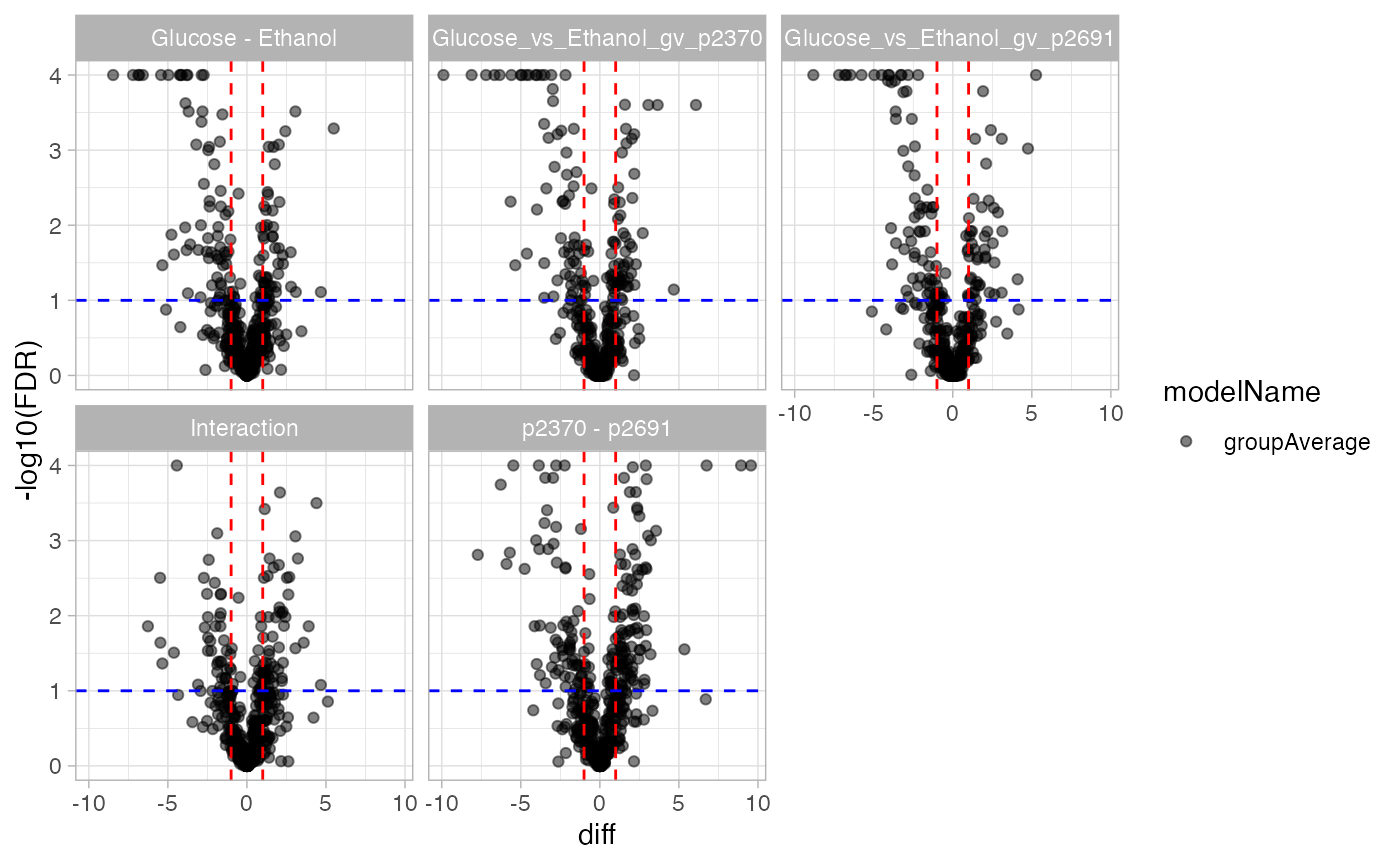 Glucose - Ethanol
Glucose_vs_Ethanol_gv_p2370
Glucose_vs_Ethanol_gv_p2691
4
3
2
1
0
-10 -5 0 5 10
Interaction
p2370 - p2691
4
3
2
1
0
-10 -5 0 5 10
-10 -5 0 5 10
diff
-log10(FDR)
modelName
groupAverage